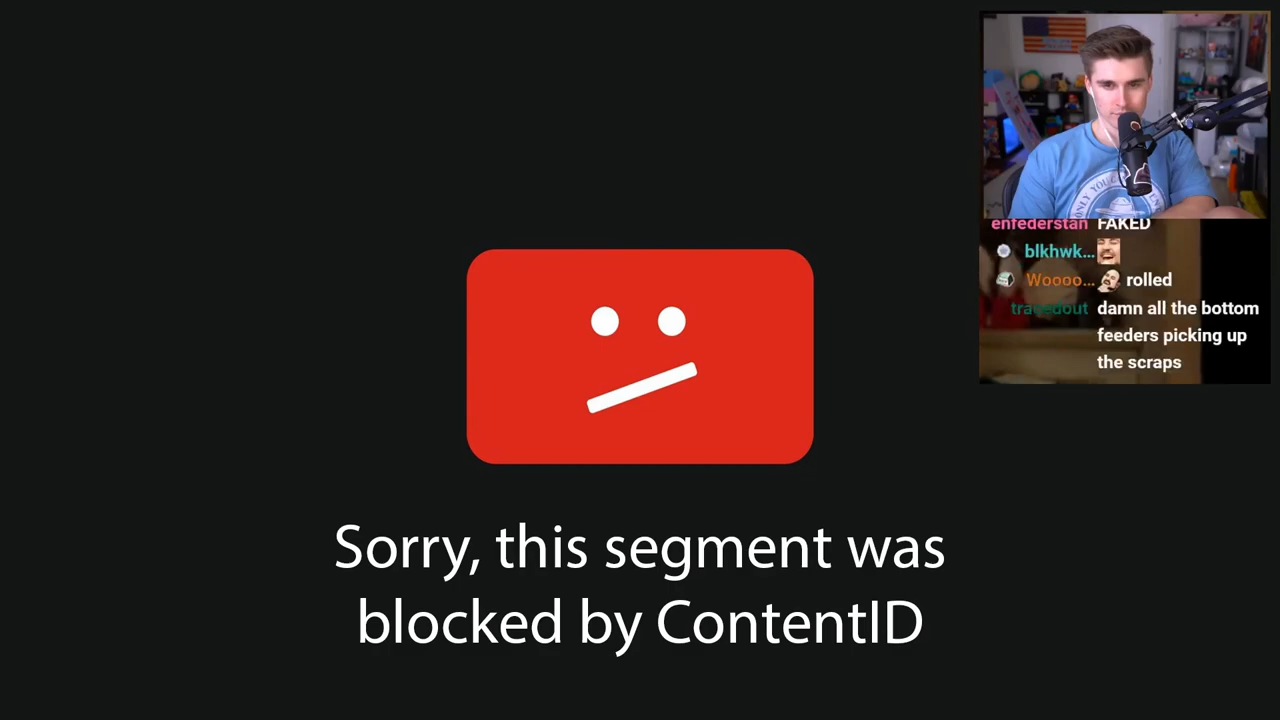 enfederstan FAKED
blkhwk...
Woooo... rolled
tradedout damn all the bottom
feeders picking up
the scraps
Sorry, this segment was
blocked by ContentID